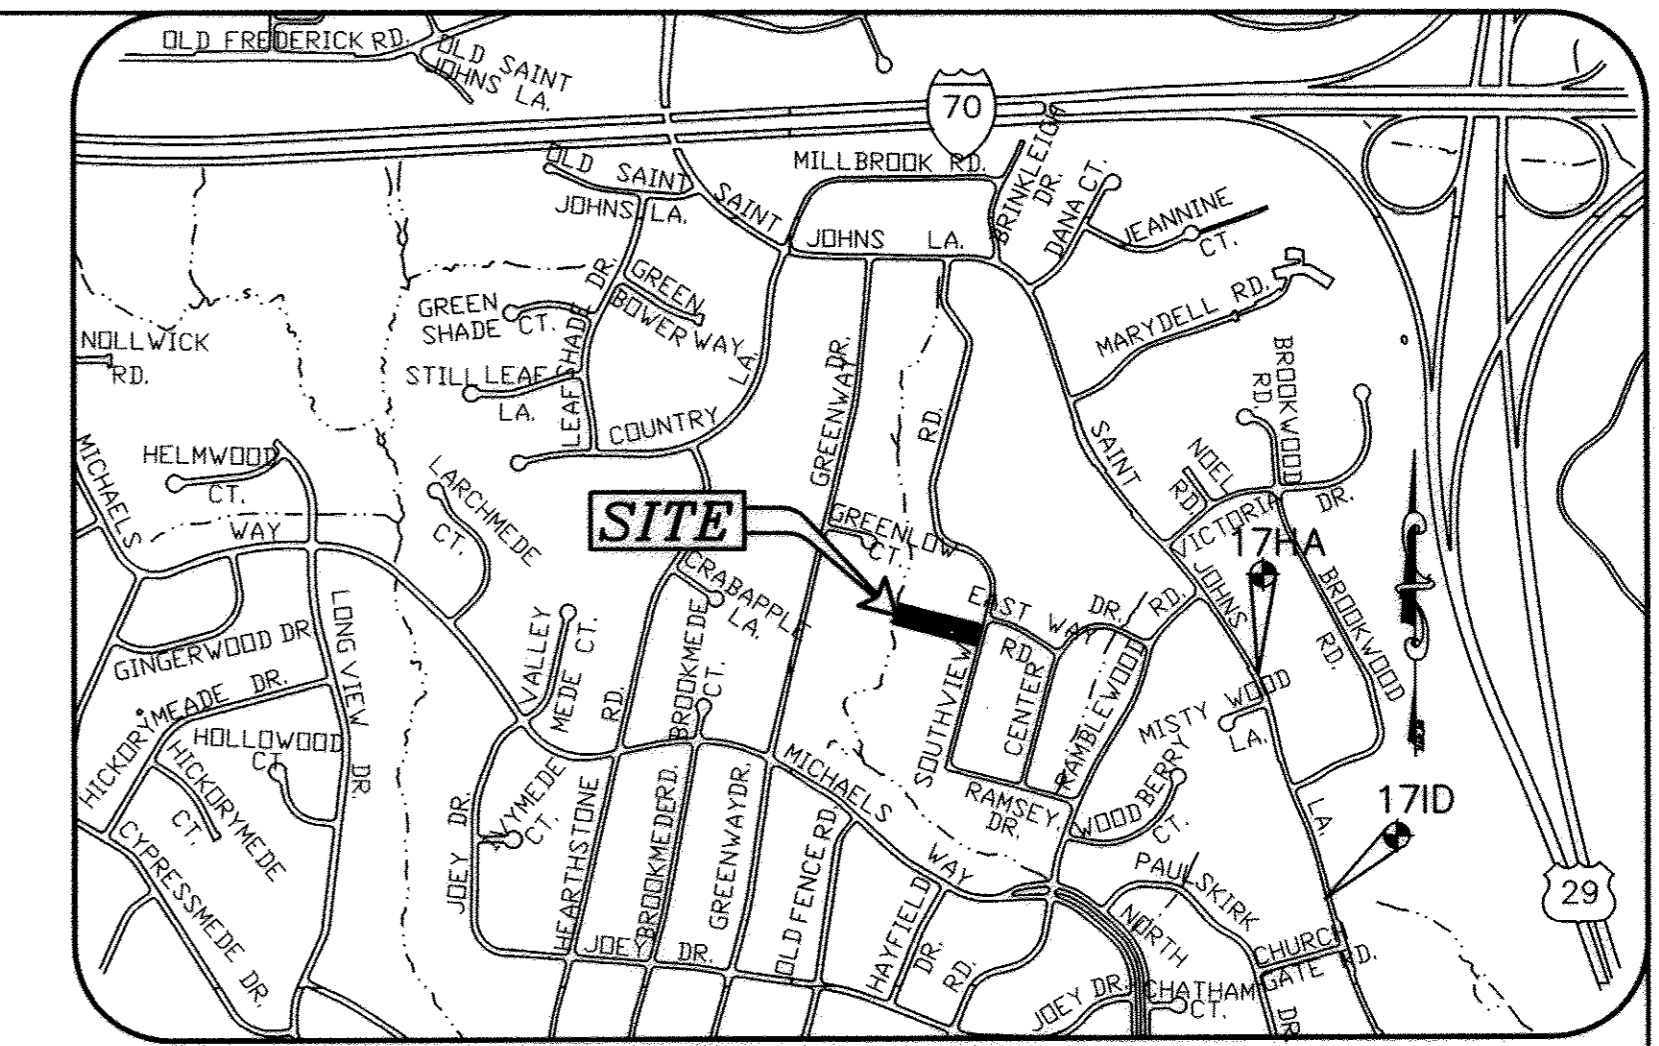 OLD FREDERICK RD.
OLD SAINT
JOHNS LA.
70
MILLBROOK RD.
BRINKLEIGH
DR.
DANA CT.
JEANNINE
CT.
OLD SAINT
JOHNS LA.
SAINT
JOHNS LA.
GREEN
BOWER WAY
GREEN
SHADE CT.
LEAF SHADE DR.
STILL LEAF
LA.
NOLLWICK
RD.
MARYDELL RD.
BROOKWOOD
RD.
GREENWAY DR.
RD.
COUNTRY LA.
HELMWOOD
CT.
MICHAELS
WAY
LARCHMEDE
CT.
SAINT
JOHNS
LA.
NOEL
RD.
VICTORIA DR.
SITE
GREENLOW
CT.
17HA
CRABAPPLE
LA.
EAST WAY
DR.
RD.
RD.
BROOKWOOD
RD.
BROOKWOOD
LONGVIEW
DR.
GINGERWOOD DR.
HICKORYMEADE DR.
HOLLOWOOD
CT.
HICKORYMEDE
CT.
CYPRESSMEDE DR.
VALLEY
MEDE CT.
RD.
BROOKMEDE
CT.
SOUTHVIEW
CENTER
RAMBLEWOOD
MISTY WOOD
LA.
MICHAELS
WAY
RAMSEY
DR.
WOOD BERRY
CT.
17ID
JOEY DR.
CT.
HEARTHSTONE
BROOKMEDE RD.
GREENWAY DR.
OLD FENCE RD.
HAYFIELD
DR.
RD.
JOEY DR.
PAULSKIRK
DR.
NORTH
CHATHAM
CT.
JOEY DR.
CHURCH
GATE RD.
29